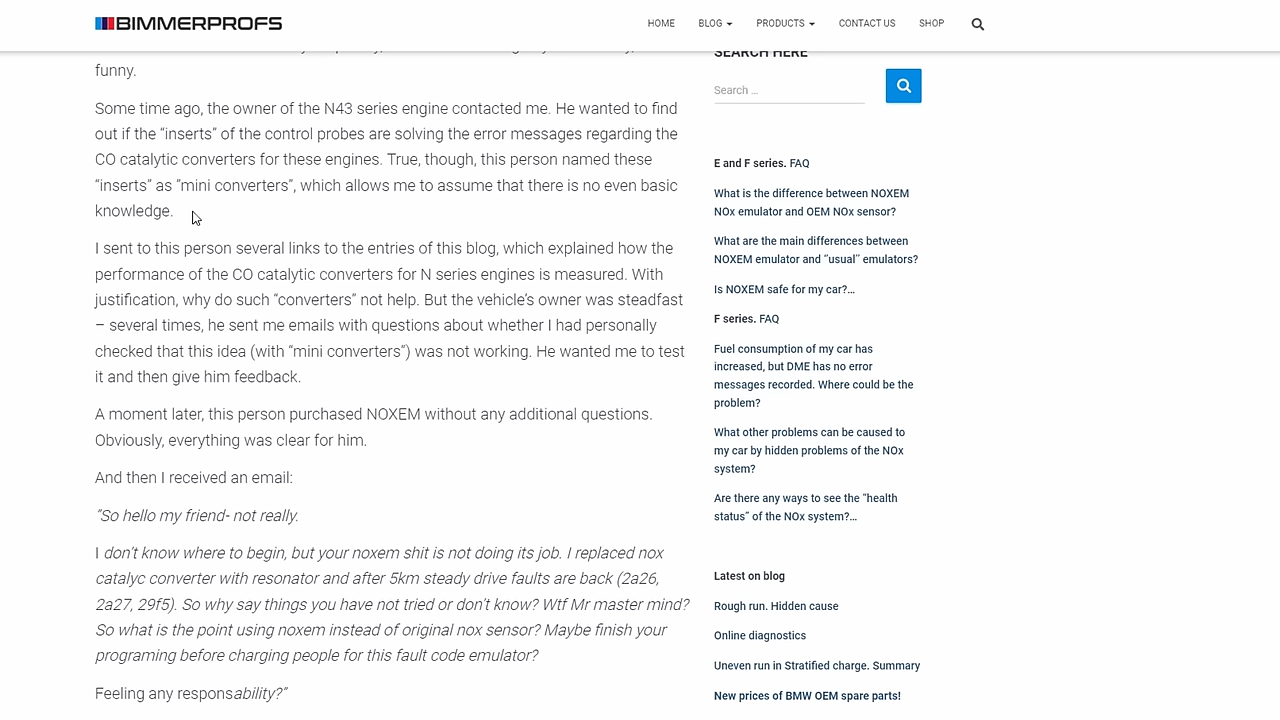 BIMMERPROFS
HOME
BLOG
PRODUCTS
CONTACT US
SHOP
funny.
Some time ago, the owner of the N43 series engine contacted me. He wanted to find
out if the “inserts” of the control probes are solving the error messages regarding the
CO catalytic converters for these engines. True, though, this person named these
“inserts” as ”mini converters”, which allows me to assume that there is no even basic
knowledge.
I sent to this person several links to the entries of this blog, which explained how the
performance of the CO catalytic converters for N series engines is measured. With
justification, why do such “converters” not help. But the vehicle’s owner was steadfast
– several times, he sent me emails with questions about whether I had personally
checked that this idea (with “mini converters”) was not working. He wanted me to test
it and then give him feedback.
A moment later, this person purchased NOXEM without any additional questions.
Obviously, everything was clear for him.
And then I received an email:
”So hello my friend- not really.
I don’t know where to begin, but your noxem shit is not doing its job. I replaced nox
catalyc converter with resonator and after 5km steady drive faults are back (2a26,
2a27, 29f5). So why say things you have not tried or don’t know? Wtf Mr master mind?
So what is the point using noxem instead of original nox sensor? Maybe finish your
programing before charging people for this fault code emulator?
Feeling any responsability?”
SEARCH HERE
Search …
E and F series. FAQ
What is the difference between NOXEM
NOx emulator and OEM NOx sensor?
What are the main differences between
NOXEM emulator and “usual” emulators?
Is NOXEM safe for my car?…
F series. FAQ
Fuel consumption of my car has
increased, but DME has no error
messages recorded. Where could be the
problem?
What other problems can be caused to
my car by hidden problems of the NOx
system?
Are there any ways to see the “health
status” of the NOx system?…
Latest on blog
Rough run. Hidden cause
Online diagnostics
Uneven run in Stratified charge. Summary
New prices of BMW OEM spare parts!